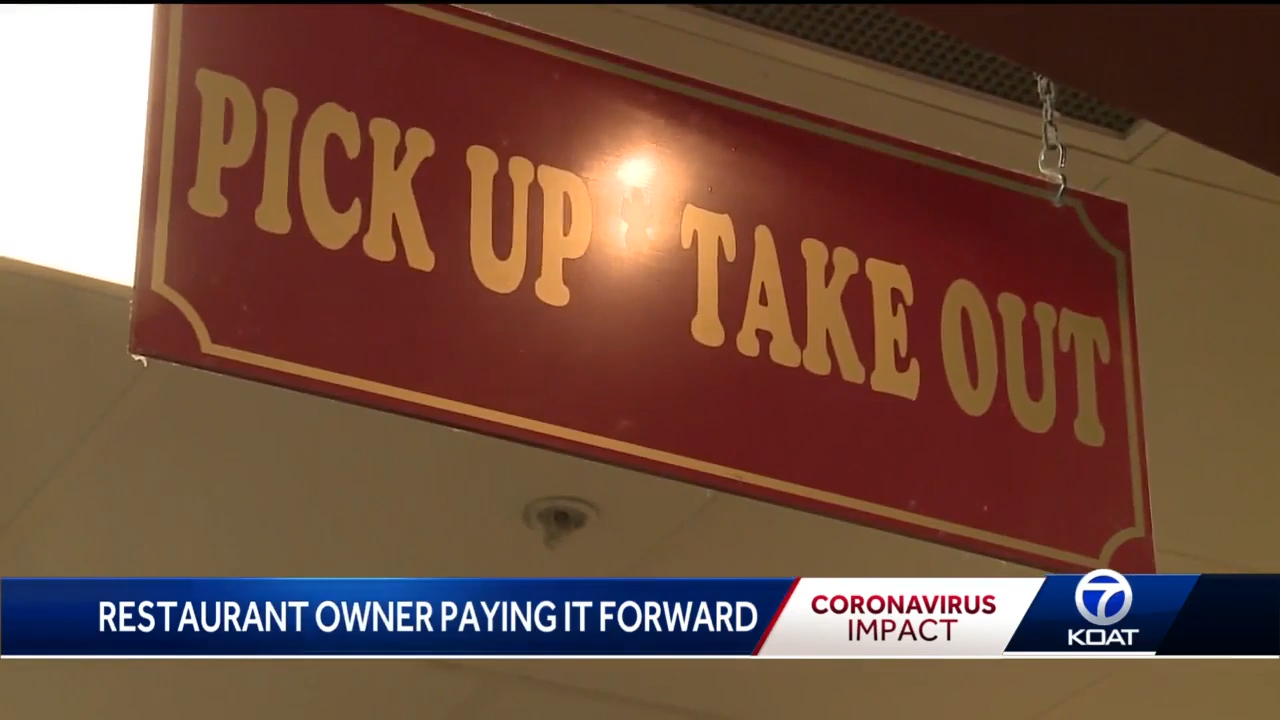 PICK UP TAKE OUT
RESTAURANT OWNER PAYING IT FORWARD
CORONAVIRUS
IMPACT
7
KOAT